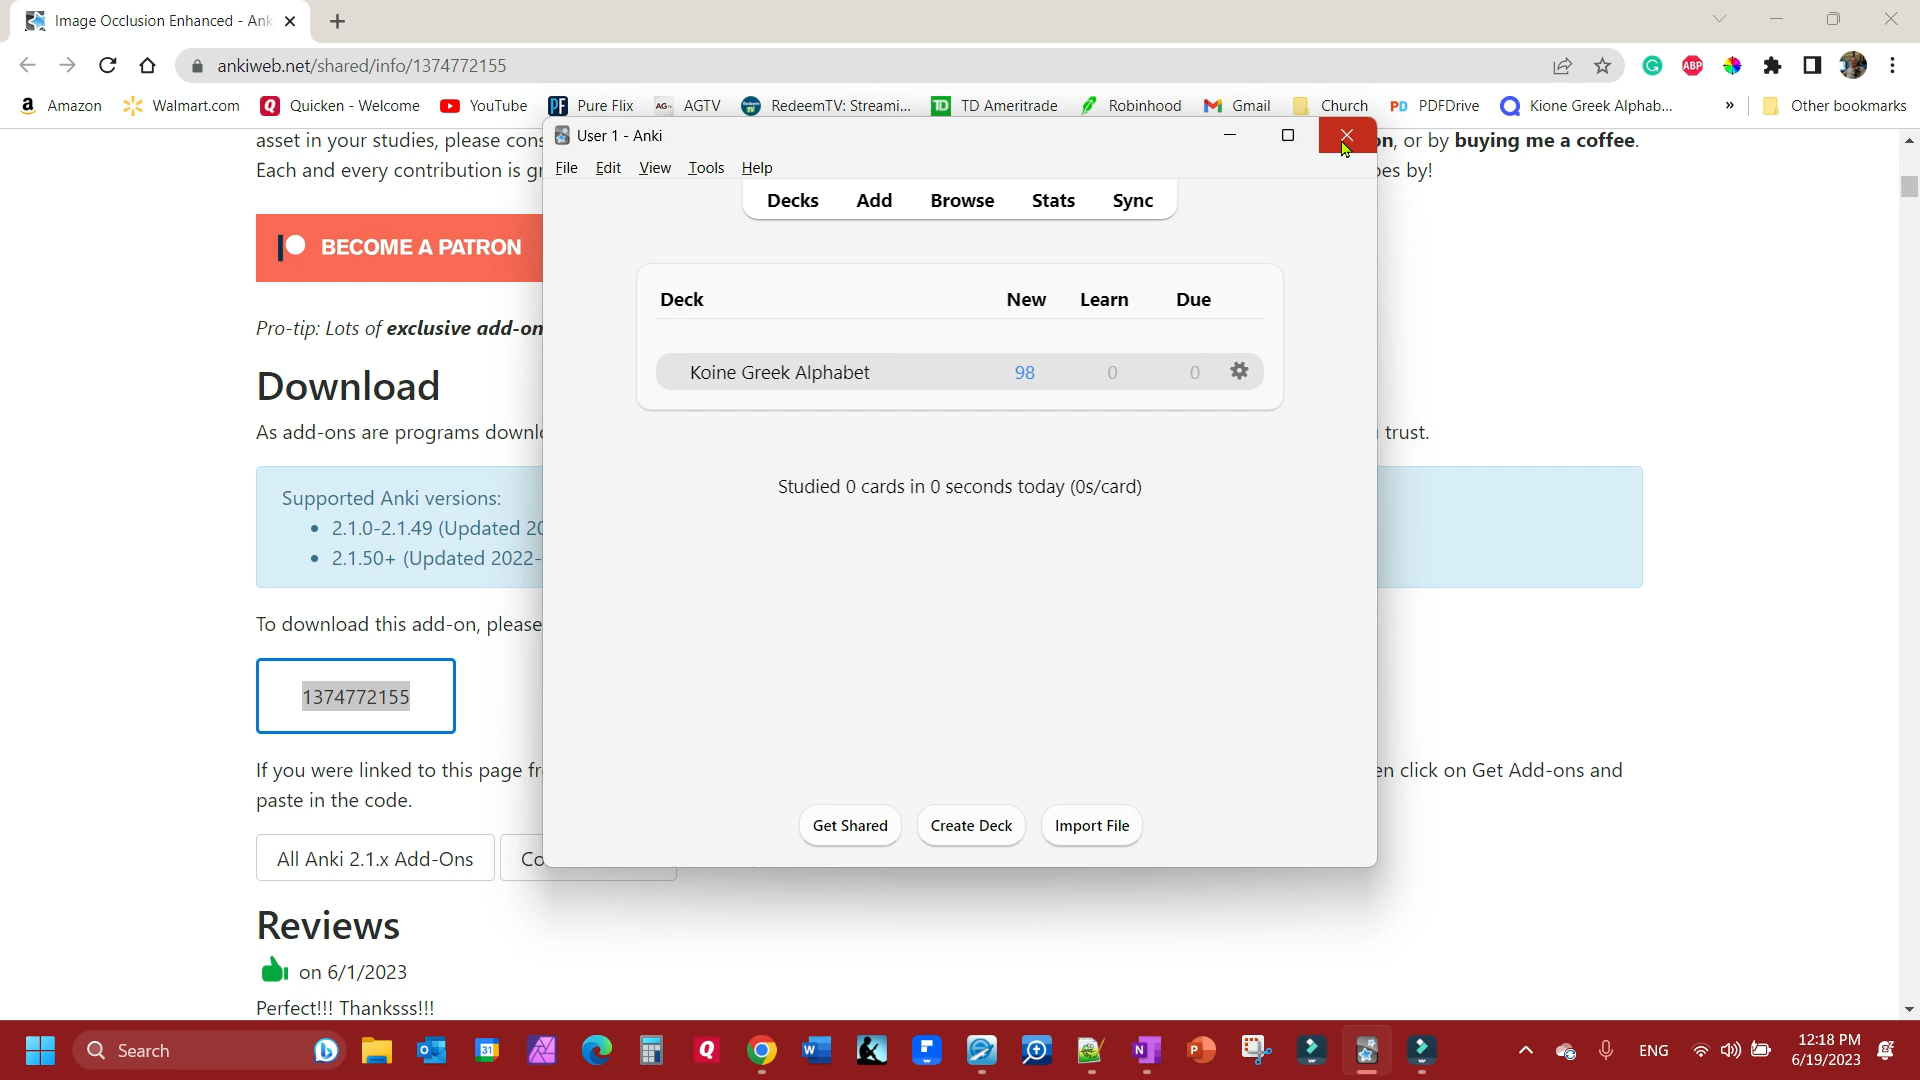 Image Occlusion Enhanced - Ank
ankiweb.net/shared/info/1374772155
Amazon Walmart.com Quicken - Welcome YouTube Pure Flix AGTV RedeemTV: Streami... TD Ameritrade Robinhood Gmail Church PDFDrive Kione Greek Alphab... » Other bookmarks
asset in your studies, please cons
on, or by buying me a coffee.
Each and every contribution is gr
oes by!
BECOME A PATRON
Pro-tip: Lots of exclusive add-on
Download
As add-ons are programs downlo
trust.
Supported Anki versions:
• 2.1.0-2.1.49 (Updated 20
• 2.1.50+ (Updated 2022-
To download this add-on, please
1374772155
If you were linked to this page fr
en click on Get Add-ons and
paste in the code.
All Anki 2.1.x Add-Ons
Co
Reviews
on 6/1/2023
Perfect!!! Thanksss!!!
User 1 - Anki
File Edit View Tools Help
Decks Add Browse Stats Sync
Deck New Learn Due
Koine Greek Alphabet 98 0 0
Studied 0 cards in 0 seconds today (0s/card)
Get Shared Create Deck Import File
Search
ENG
12:18 PM
6/19/2023